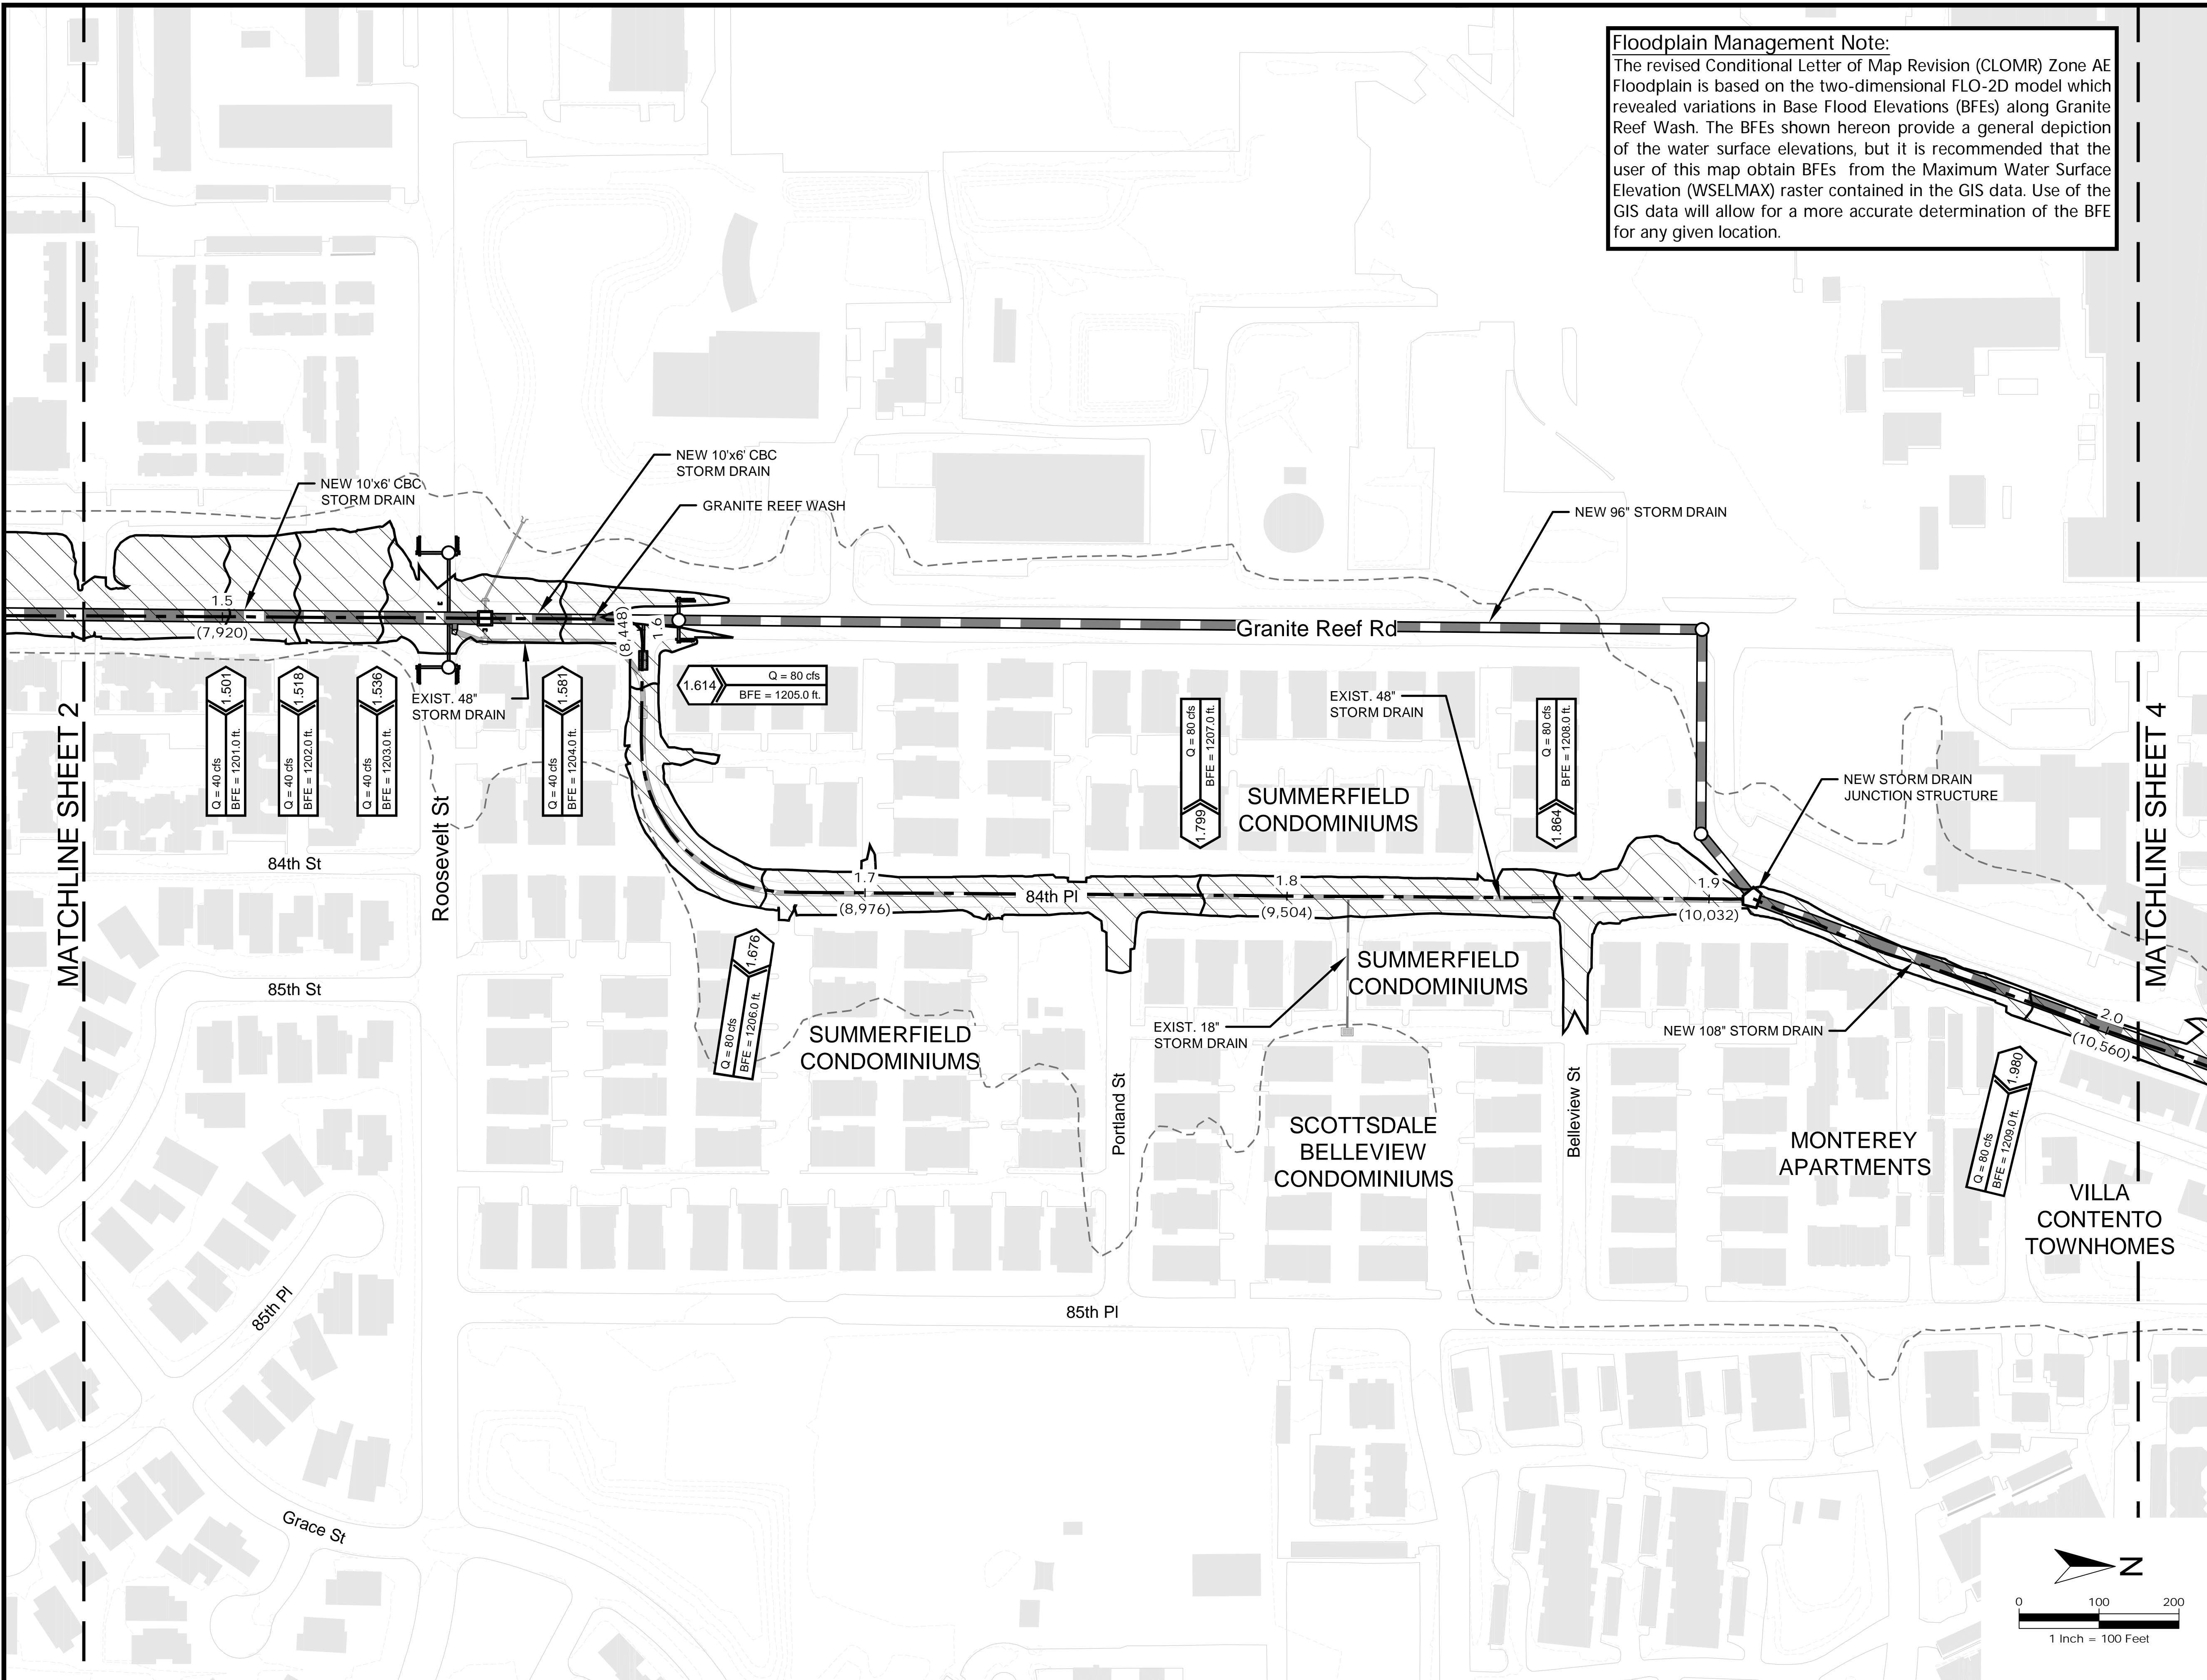 Floodplain Management Note:
The revised Conditional Letter of Map Revision (CLOMR) Zone AE
Floodplain is based on the two-dimensional FLO-2D model which
revealed variations in Base Flood Elevations (BFEs) along Granite
Reef Wash. The BFEs shown hereon provide a general depiction
of the water surface elevations, but it is recommended that the
user of this map obtain BFEs from the Maximum Water Surface
Elevation (WSELMAX) raster contained in the GIS data. Use of the
GIS data will allow for a more accurate determination of the BFE
for any given location.
MATCHLINE SHEET 2
NEW 10'x6' CBC
STORM DRAIN
NEW 10'x6' CBC
STORM DRAIN
GRANITE REEF WASH
NEW 96" STORM DRAIN
1.5
(7,920)
(8,448)
1.6
Granite Reef Rd
1.501
Q = 40 cfs
BFE = 1201.0 ft.
1.518
Q = 40 cfs
BFE = 1202.0 ft.
1.536
Q = 40 cfs
BFE = 1203.0 ft.
EXIST. 48"
STORM DRAIN
1.581
Q = 40 cfs
BFE = 1204.0 ft.
1.614
Q = 80 cfs
BFE = 1205.0 ft.
Q = 80 cfs
BFE = 1207.0 ft.
1.799
EXIST. 48"
STORM DRAIN
Q = 80 cfs
BFE = 1208.0 ft.
1.864
SUMMERFIELD
CONDOMINIUMS
NEW STORM DRAIN
JUNCTION STRUCTURE
MATCHLINE SHEET 4
Roosevelt St
84th St
1.7
(8,976)
84th Pl
1.8
(9,504)
1.9
(10,032)
85th St
1.676
Q = 80 cfs
BFE = 1206.0 ft.
SUMMERFIELD
CONDOMINIUMS
SUMMERFIELD
CONDOMINIUMS
EXIST. 18"
STORM DRAIN
NEW 108" STORM DRAIN
2.0
(10,560)
1.980
Q = 80 cfs
BFE = 1209.0 ft.
Portland St
SCOTTSDALE
BELLEVIEW
CONDOMINIUMS
Belleview St
MONTEREY
APARTMENTS
VILLA
CONTENTO
TOWNHOMES
85th Pl
85th Pl
Grace St
N
0 100 200
1 Inch = 100 Feet